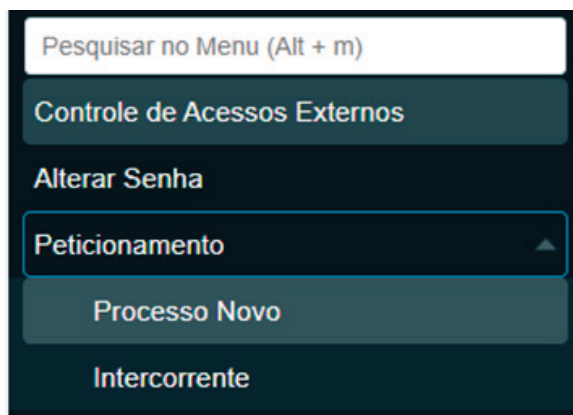 Pesquisar no Menu (Alt + m)
Controle de Acessos Externos
Alterar Senha
Peticionamento
Processo Novo
Intercorrente